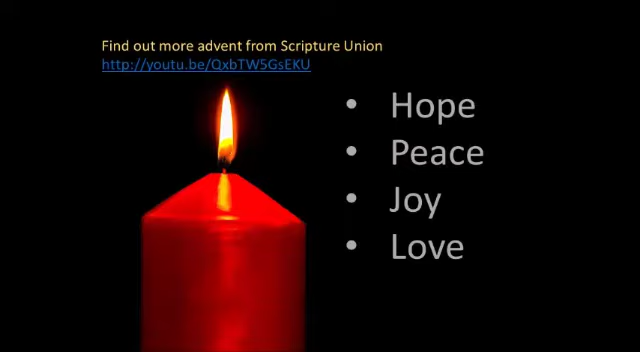 Find out more advent from Scripture Union
http://youtu.be/QxbTW5GsEKU
• Hope
• Peace
• Joy
• Love